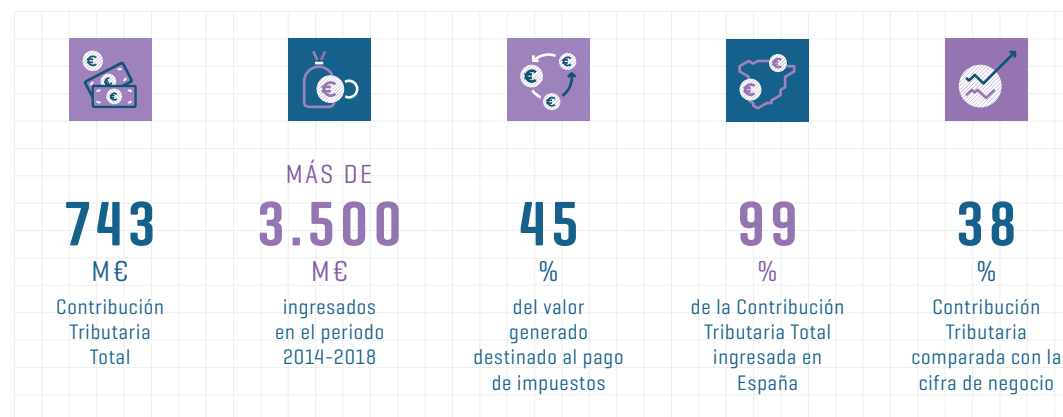 743
M€
Contribución
Tributaria
Total
MÁS DE
3.500
M€
ingresados
en el periodo
2014-2018
45
%
del valor
generado
destinado al pago
de impuestos
99
%
de la Contribución
Tributaria Total
ingresada en
España
38
%
Contribución
Tributaria
comparada con la
cifra de negocio